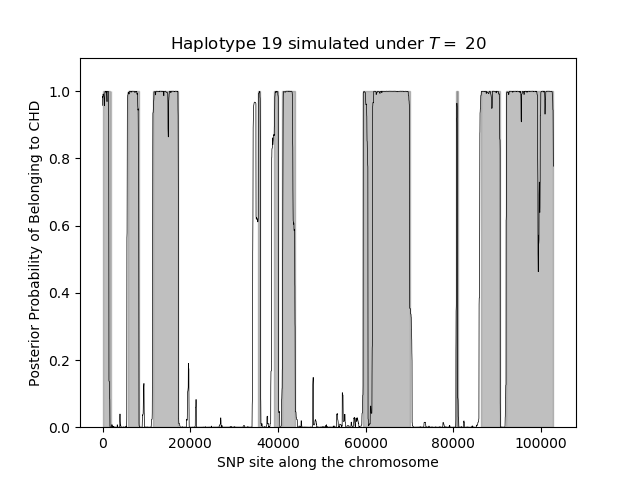 Haplotype 19 simulated under T = 20
Posterior Probability of Belonging to CHD
1.0
0.8
0.6
0.4
0.2
0.0
0 20000 40000 60000 80000 100000
SNP site along the chromosome